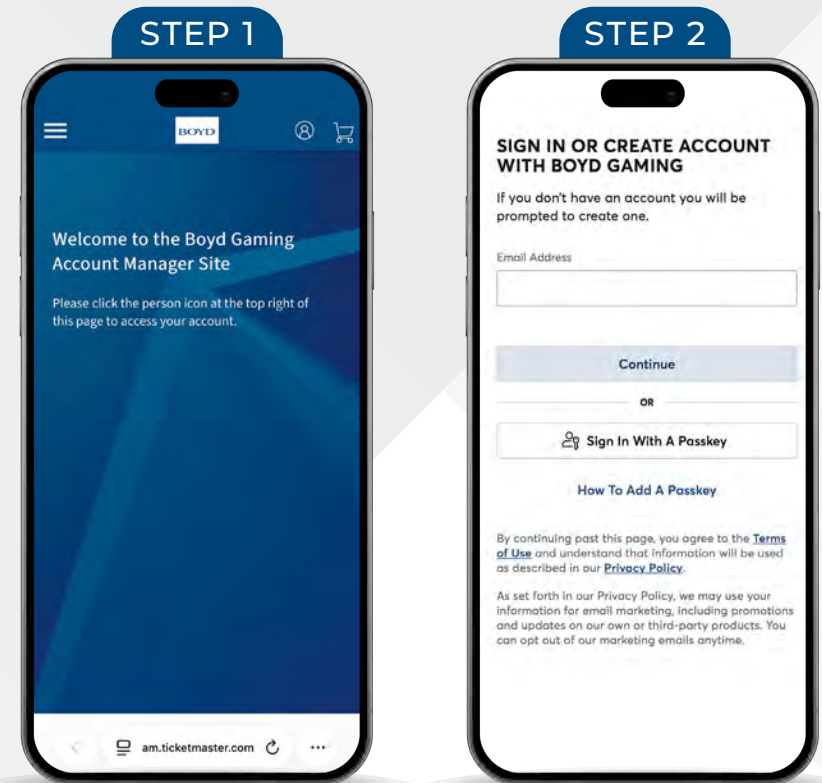 STEP 1
BOYD
Welcome to the Boyd Gaming
Account Manager Site
Please click the person icon at the top right of
this page to access your account.
am.ticketmaster.com
STEP 2
SIGN IN OR CREATE ACCOUNT
WITH BOYD GAMING
If you don't have an account you will be
prompted to create one.
Email Address
Continue
OR
Sign In With A Passkey
How To Add A Passkey
By continuing past this page, you agree to the Terms
of Use and understand that information will be used
as described in our Privacy Policy.
As set forth in our Privacy Policy, we may use your
information for email marketing, including promotions
and updates on our own or third-party products. You
can opt out of our marketing emails anytime.